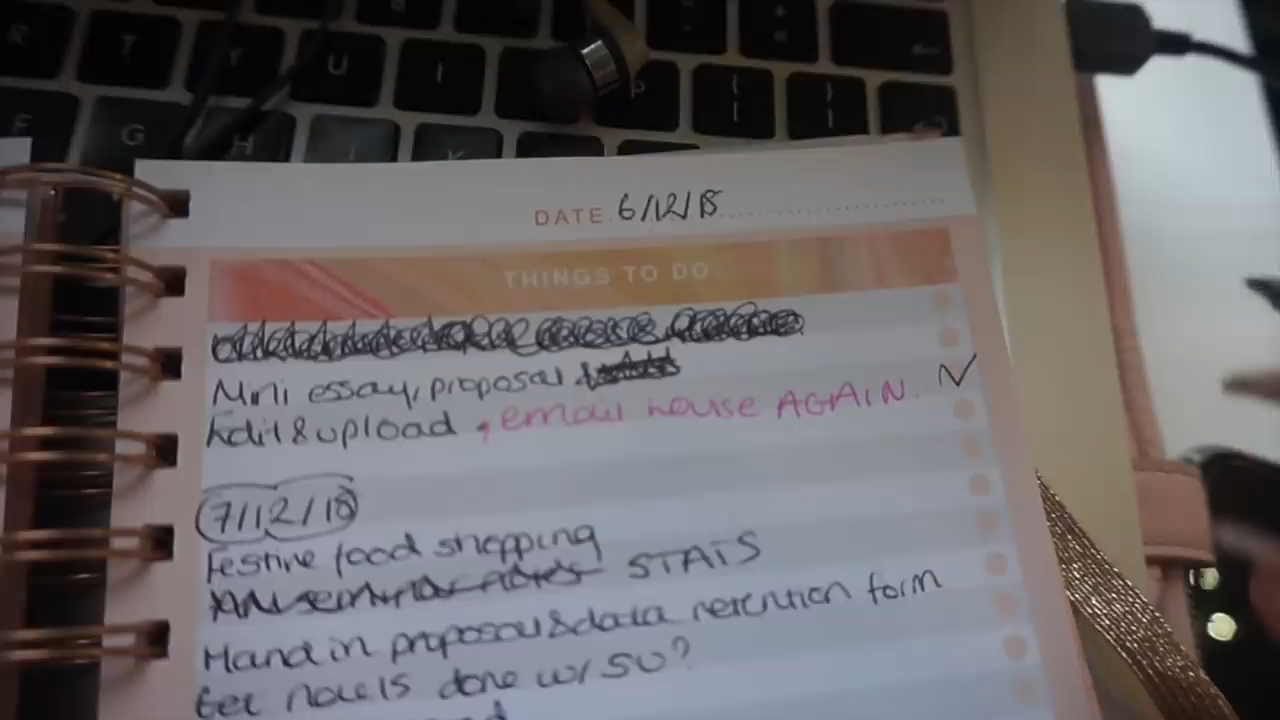 R T Y U I P { [ } ]
F G H J K
DATE 6/12/18
THINGS TO DO
Mini essay, proposal
Edit & upload , email house AGAIN.
7/12/18
Festive food shopping
STATS
Hand in proposal & data retention form
Get nails done w/ SU?